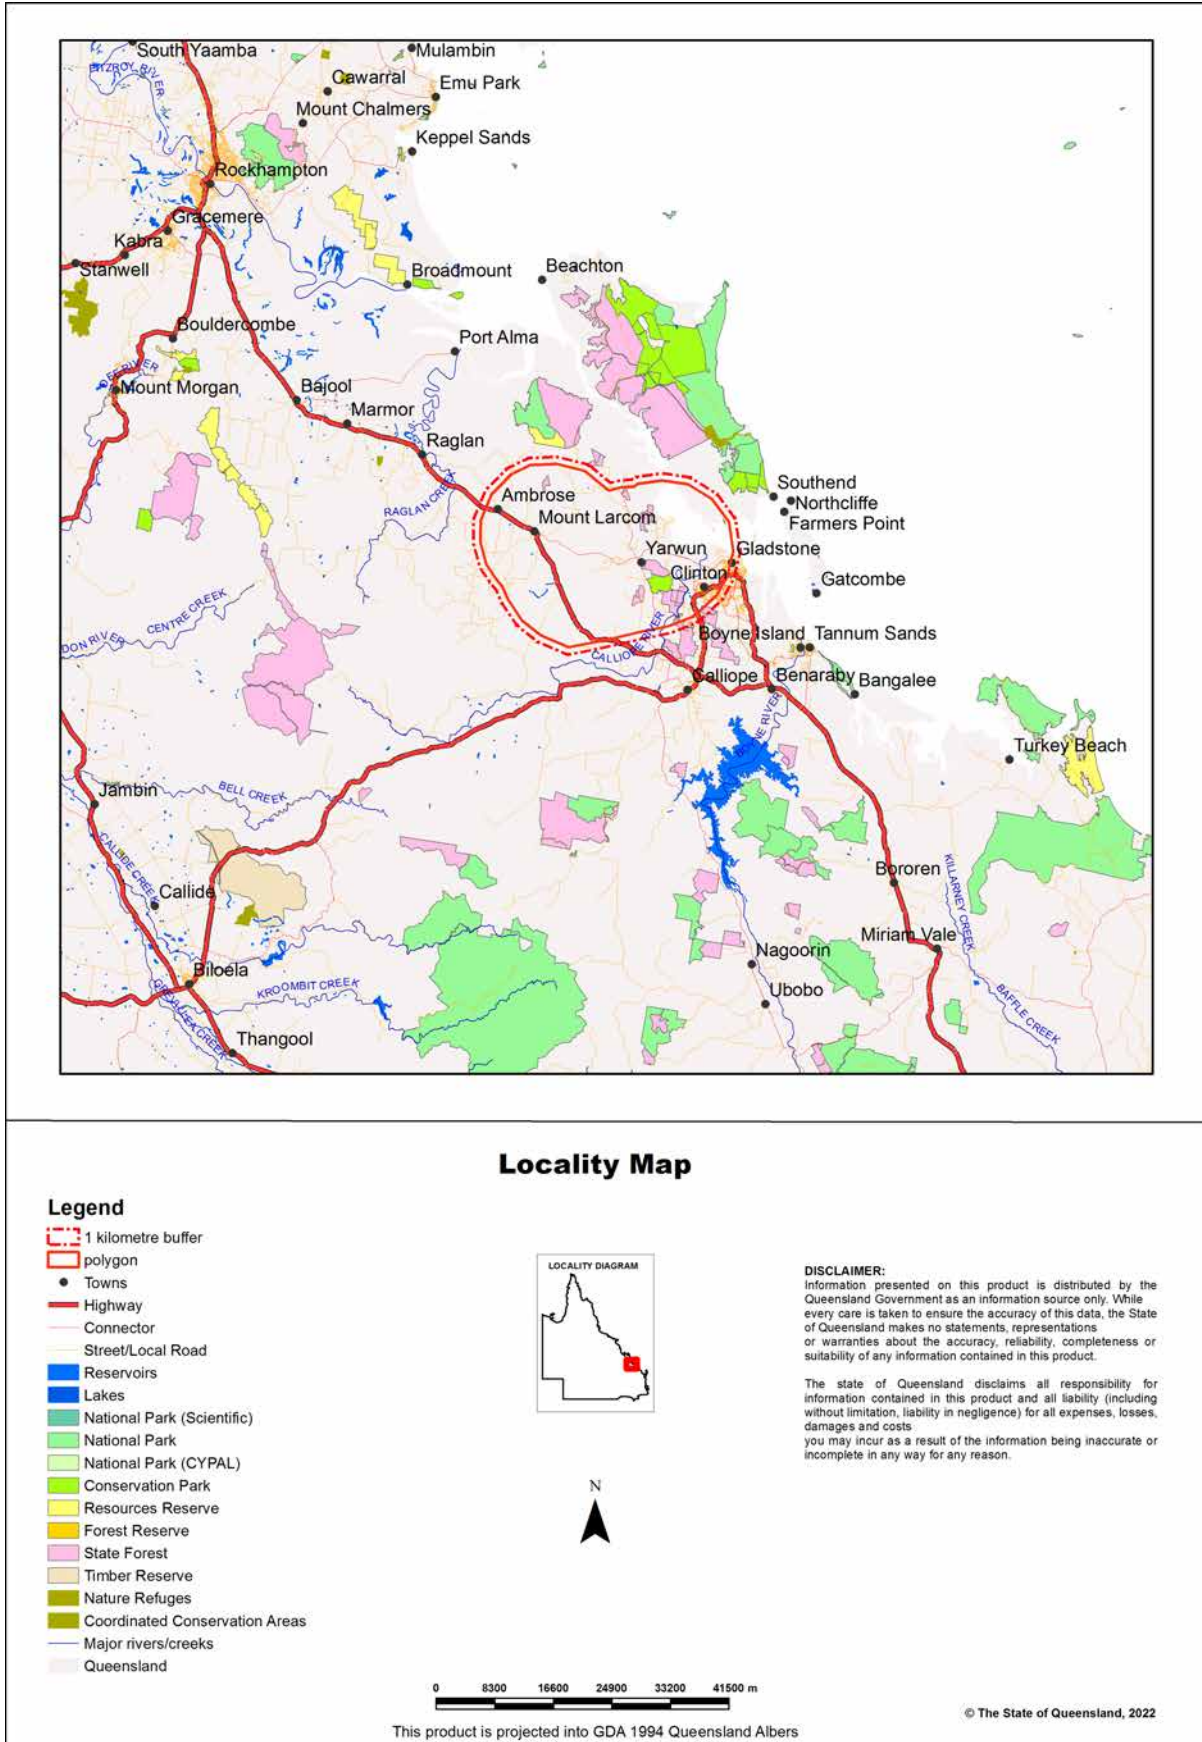 South Yaamba
Mulambin
FITZROY RIVER
Cawarral
Emu Park
Mount Chalmers
Keppel Sands
Rockhampton
Gracemere
Kabra
Stanwell
Broadmount
Beachton
Bouldercombe
Port Alma
DEE RIVER
Mount Morgan
Bajool
Marmor
Raglan
RAGLAN CREEK
Ambrose
Mount Larcom
Southend
Northcliffe
Farmers Point
Yarwun
Gladstone
Clinton
Gatcombe
CENTRE CREEK
DON RIVER
CALLIOPE RIVER
Boyne Island
Tannum Sands
Calliope
Benaraby
Bangalee
BOYNE RIVER
Turkey Beach
Jambin
BELL CREEK
CALLIDE CREEK
Callide
Bororen
KILLARNEY CREEK
Miriam Vale
Biloela
Nagoorin
KROOMBIT CREEK
Ubobo
BAFFLE CREEK
CREEK
Thangool
Locality Map
Legend
1 kilometre buffer
polygon
Towns
Highway
Connector
Street/Local Road
Reservoirs
Lakes
National Park (Scientific)
National Park
National Park (CYPAL)
Conservation Park
Resources Reserve
Forest Reserve
State Forest
Timber Reserve
Nature Refuges
Coordinated Conservation Areas
Major rivers/creeks
Queensland
LOCALITY DIAGRAM
N
DISCLAIMER:
Information presented on this product is distributed by the
Queensland Government as an information source only. While
every care is taken to ensure the accuracy of this data, the State
of Queensland makes no statements, representations
or warranties about the accuracy, reliability, completeness or
suitability of any information contained in this product.
The state of Queensland disclaims all responsibility for
information contained in this product and all liability (including
without limitation, liability in negligence) for all expenses, losses,
damages and costs
you may incur as a result of the information being inaccurate or
incomplete in any way for any reason.
0 8300 16600 24900 33200 41500 m
This product is projected into GDA 1994 Queensland Albers
© The State of Queensland, 2022